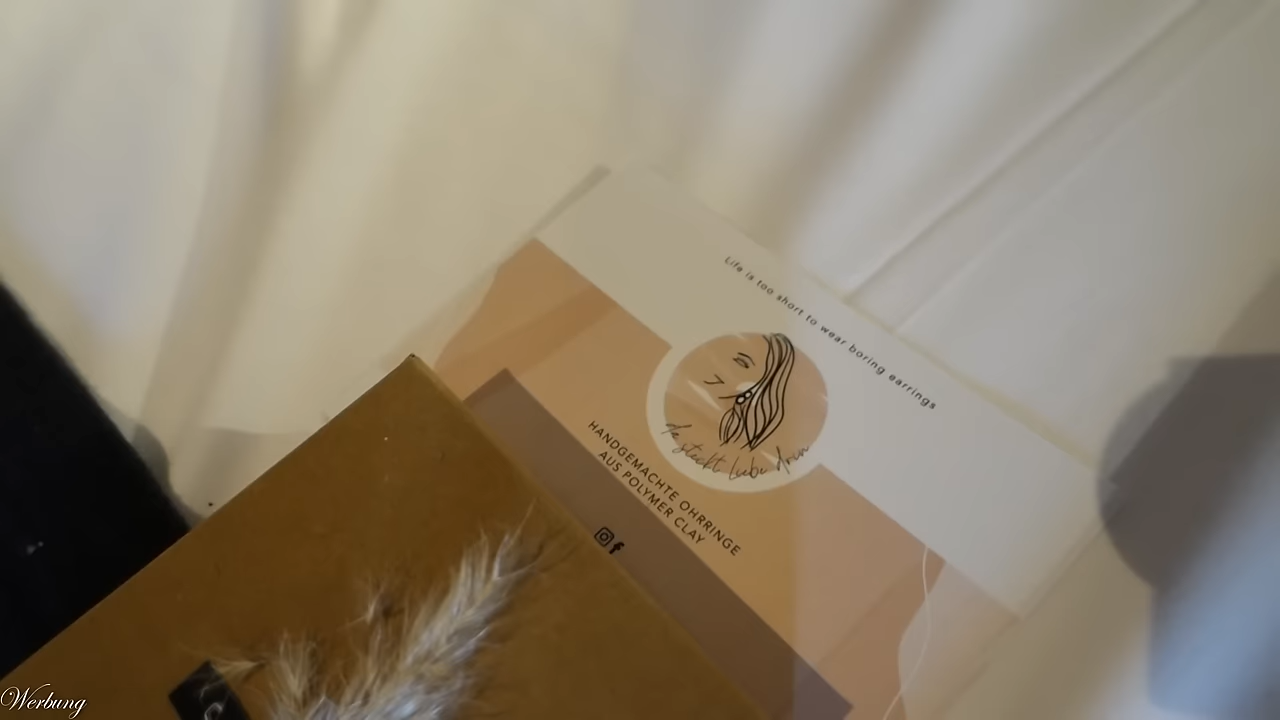 Life is too short to wear boring earrings
da steckt liebe drin
HANDGEMACHTE OHRRINGE
AUS POLYMER CLAY
Werbung